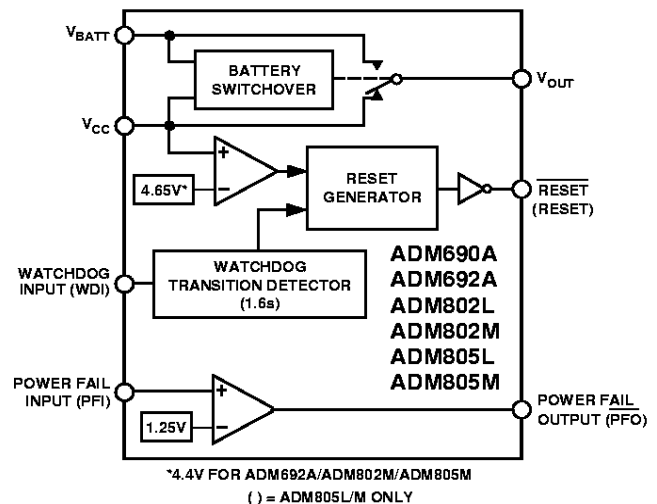 VBATT
BATTERY
SWITCHOVER
VOUT
VCC
4.65V*
+
−
RESET
GENERATOR
RESET
(RESET)
WATCHDOG
INPUT (WDI)
WATCHDOG
TRANSITION DETECTOR
(1.6s)
ADM690A
ADM692A
ADM802L
ADM802M
ADM805L
ADM805M
POWER FAIL
INPUT (PFI)
1.25V
+
−
POWER FAIL
OUTPUT (PFO)
*4.4V FOR ADM692A/ADM802M/ADM805M
( ) = ADM805L/M ONLY